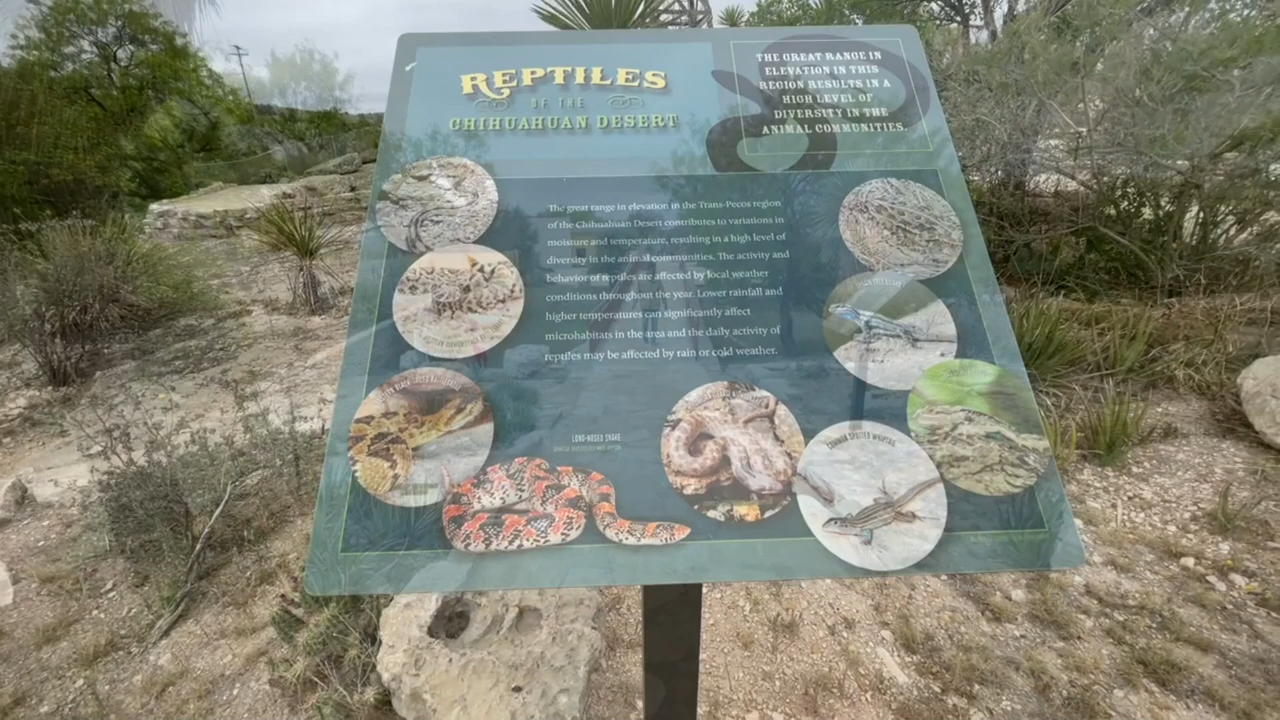 REPTILES
OF THE
CHIHUAHUAN DESERT
THE GREAT RANGE IN
ELEVATION IN THIS
REGION RESULTS IN A
HIGH LEVEL OF
DIVERSITY IN THE
ANIMAL COMMUNITIES.
The great range in elevation in the Trans-Pecos region
of the Chihuahuan Desert contributes to variations in
moisture and temperature, resulting in a high level of
diversity in the animal communities. The activity and
behavior of reptiles are affected by local weather
conditions throughout the year. Lower rainfall and
higher temperatures can significantly affect
microhabitats in the area and the daily activity of
reptiles may be affected by rain or cold weather.
LONG-NOSED SNAKE
COMMON SPOTTED WHIPTAIL